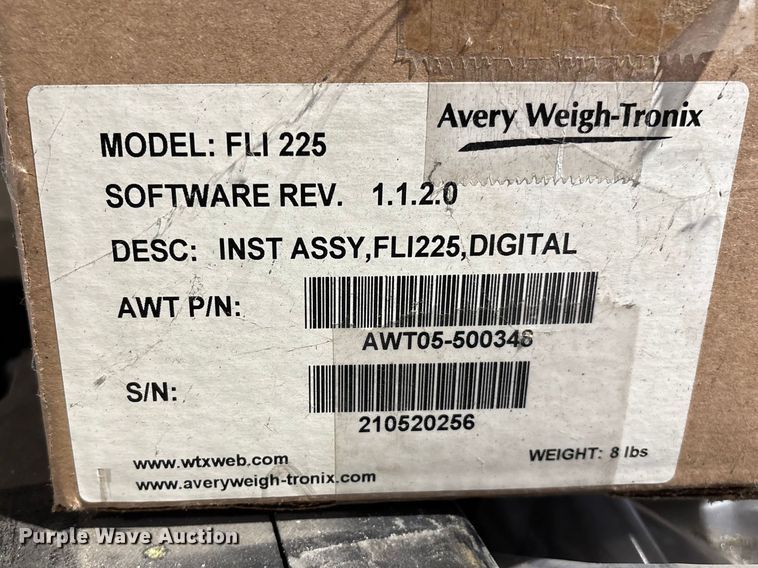 Avery Weigh-Tronix
MODEL: FLI 225
SOFTWARE REV. 1.1.2.0
DESC: INST ASSY,FLI225,DIGITAL
AWT P/N:
AWT05-500348
S/N:
210520256
WEIGHT: 8 lbs
www.wtxweb.com
www.averyweigh-tronix.com
Purple Wave Auction